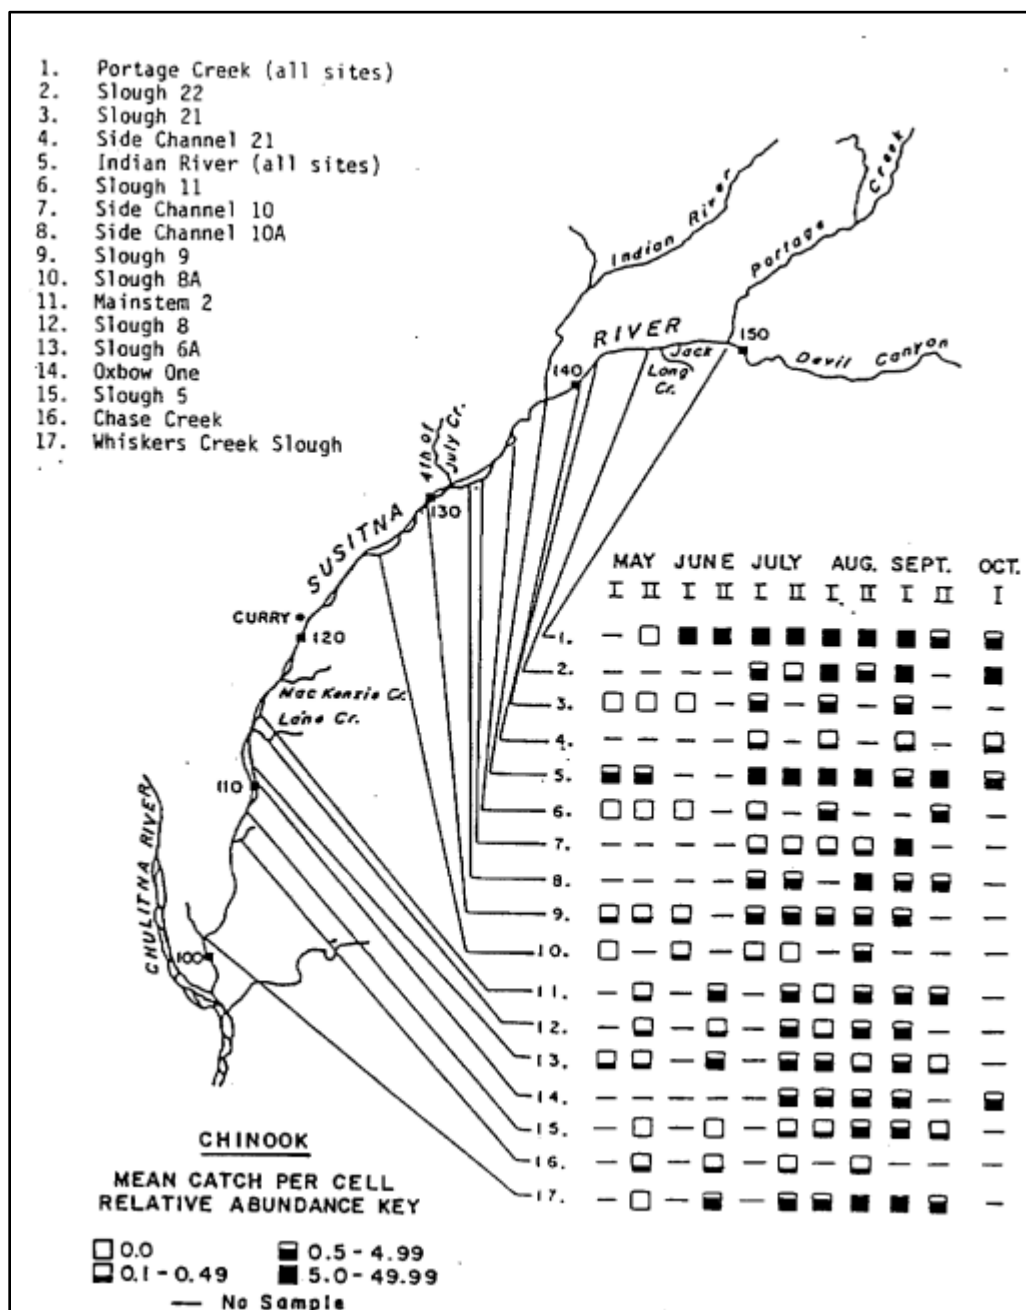 1. Portage Creek (all sites)
2. Slough 22
3. Slough 21
4. Side Channel 21
5. Indian River (all sites)
6. Slough 11
7. Side Channel 10
8. Side Channel 10A
9. Slough 9
10. Slough 8A
11. Mainstem 2
12. Slough 8
13. Slough 6A
14. Oxbow One
15. Slough 5
16. Chase Creek
17. Whiskers Creek Slough
Indian River
Portage Creek
RIVER
Jack
Long
Cr.
150
Devil Canyon
140
4th of
July Cr.
130
SUSITNA
CURRY
120
MacKenzie Cr.
Lane Cr.
110
CHULITNA RIVER
100
MAY JUNE JULY AUG. SEPT. OCT.
I II I II I II I II I II I
1.
2.
3.
4.
5.
6.
7.
8.
9.
10.
11.
12.
13.
14.
15.
16.
17.
CHINOOK
MEAN CATCH PER CELL
RELATIVE ABUNDANCE KEY
0.0 0.5 - 4.99
0.1 - 0.49 5.0 - 49.99
— No Sample